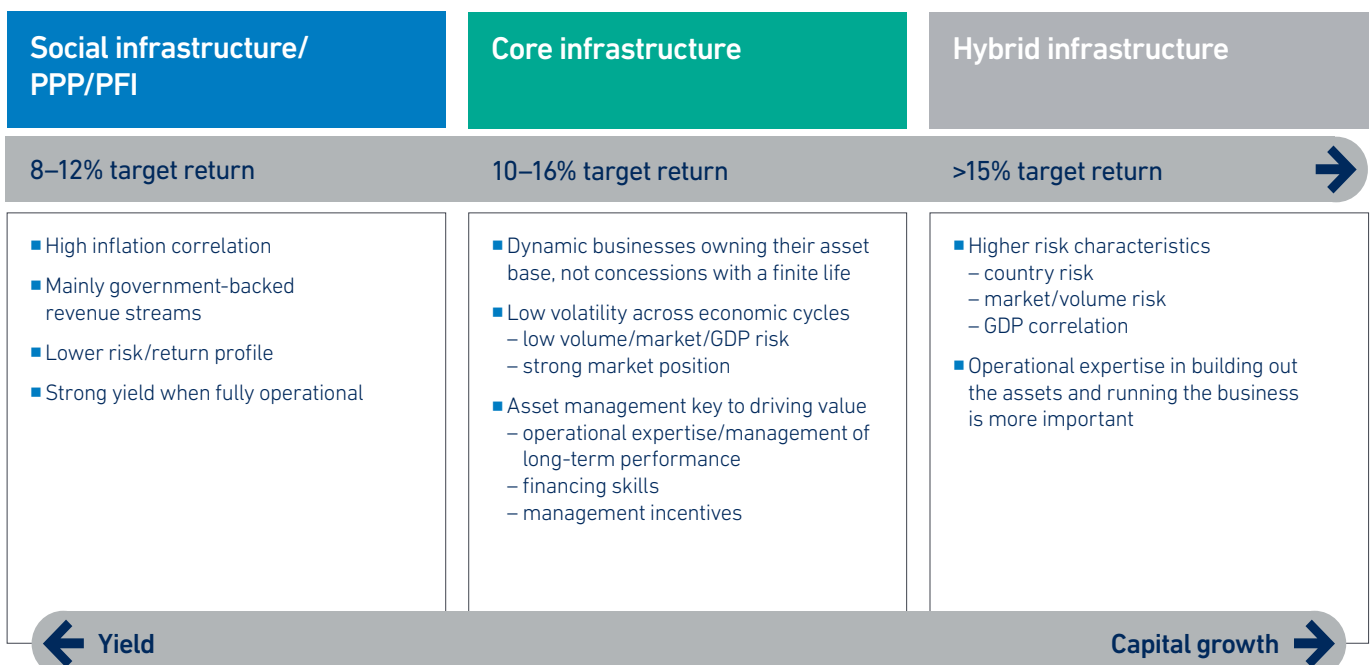 Social infrastructure/
PPP/PFI
Core infrastructure
Hybrid infrastructure
8–12% target return
10–16% target return
>15% target return
■ High inflation correlation
■ Mainly government-backed
revenue streams
■ Lower risk/return profile
■ Strong yield when fully operational
■ Dynamic businesses owning their asset
base, not concessions with a finite life
■ Low volatility across economic cycles
– low volume/market/GDP risk
– strong market position
■ Asset management key to driving value
– operational expertise/management of
long-term performance
– financing skills
– management incentives
■ Higher risk characteristics
– country risk
– market/volume risk
– GDP correlation
■ Operational expertise in building out
the assets and running the business
is more important
Yield
Capital growth